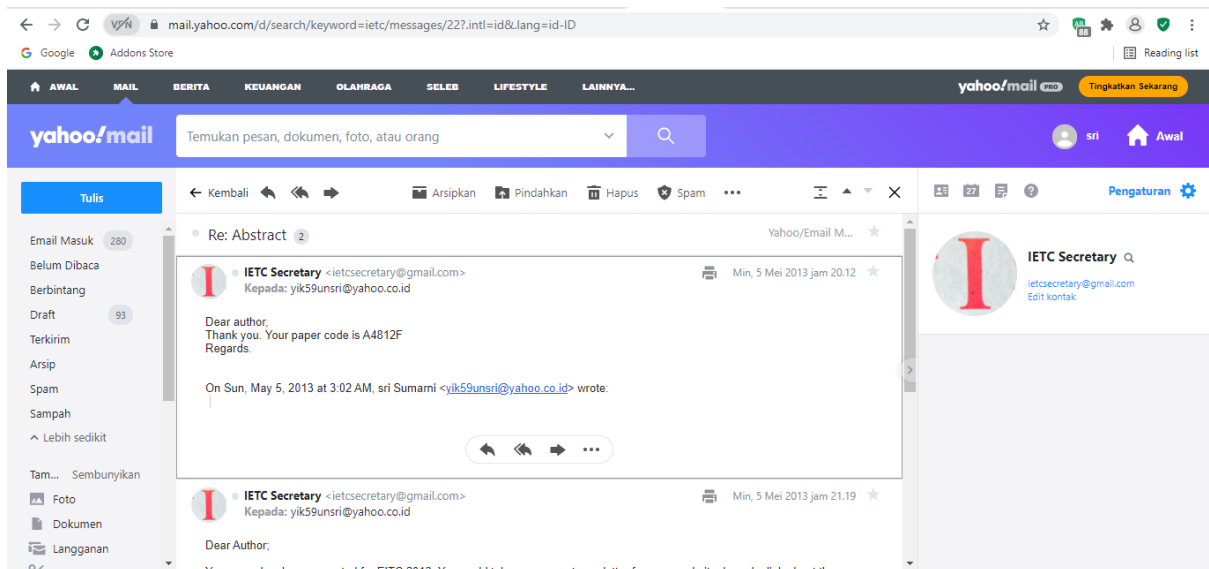 VPN mail.yahoo.com/d/search/keyword=ietc/messages/22?.intl=id&.lang=id-ID
88
Google Addons Store Reading list
AWAL MAIL BERITA KEUANGAN OLAHRAGA SELEB LIFESTYLE LAINNYA... yahoo!mail PRO Tingkatkan Sekarang
yahoo!mail Temukan pesan, dokumen, foto, atau orang sri Awal
Tulis
Kembali Arsipkan Pindahkan Hapus Spam 27 Pengaturan
Email Masuk 280
Belum Dibaca
Berbintang
Draft 93
Terkirim
Arsip
Spam
Sampah
Lebih sedikit
Tam... Sembunyikan
Foto
Dokumen
Langganan
Re: Abstract 2 Yahoo/Email M...
IETC Secretary <ietcsecretary@gmail.com> Min, 5 Mei 2013 jam 20.12
Kepada: yik59unsri@yahoo.co.id
Dear author,
Thank you. Your paper code is A4812F
Regards.
On Sun, May 5, 2013 at 3:02 AM, sri Sumarni <yik59unsri@yahoo.co.id> wrote:
IETC Secretary <ietcsecretary@gmail.com> Min, 5 Mei 2013 jam 21.19
Kepada: yik59unsri@yahoo.co.id
Dear Author;
IETC Secretary
ietcsecretary@gmail.com
Edit kontak